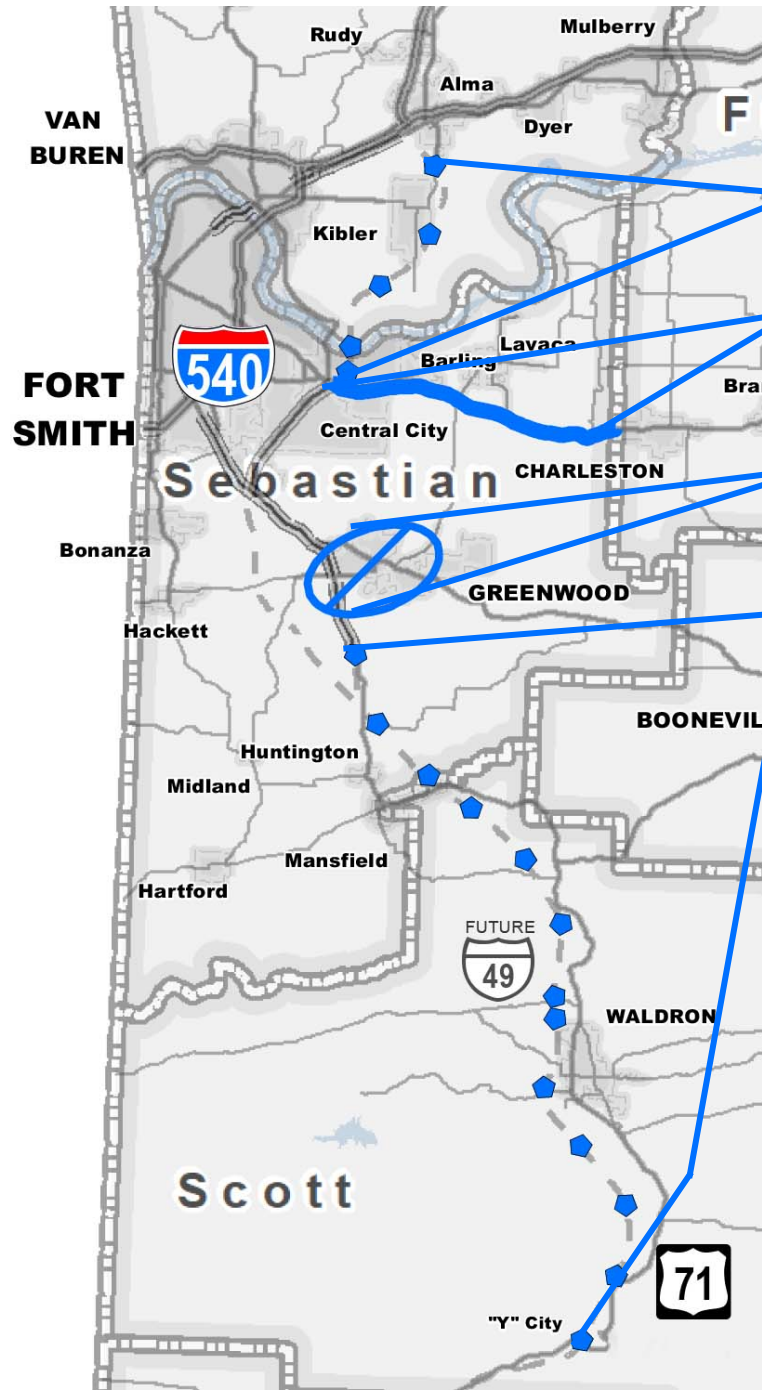 Rudy
Mulberry
Alma
VAN
BUREN
Dyer
F
Kibler
540
Lavaca
Barling
Bra
FORT
SMITH
Central City
Sebastian
CHARLESTON
Bonanza
GREENWOOD
Hackett
BOONEVIL
Huntington
Midland
Mansfield
Hartford
FUTURE
49
WALDRON
Scott
71
"Y" City